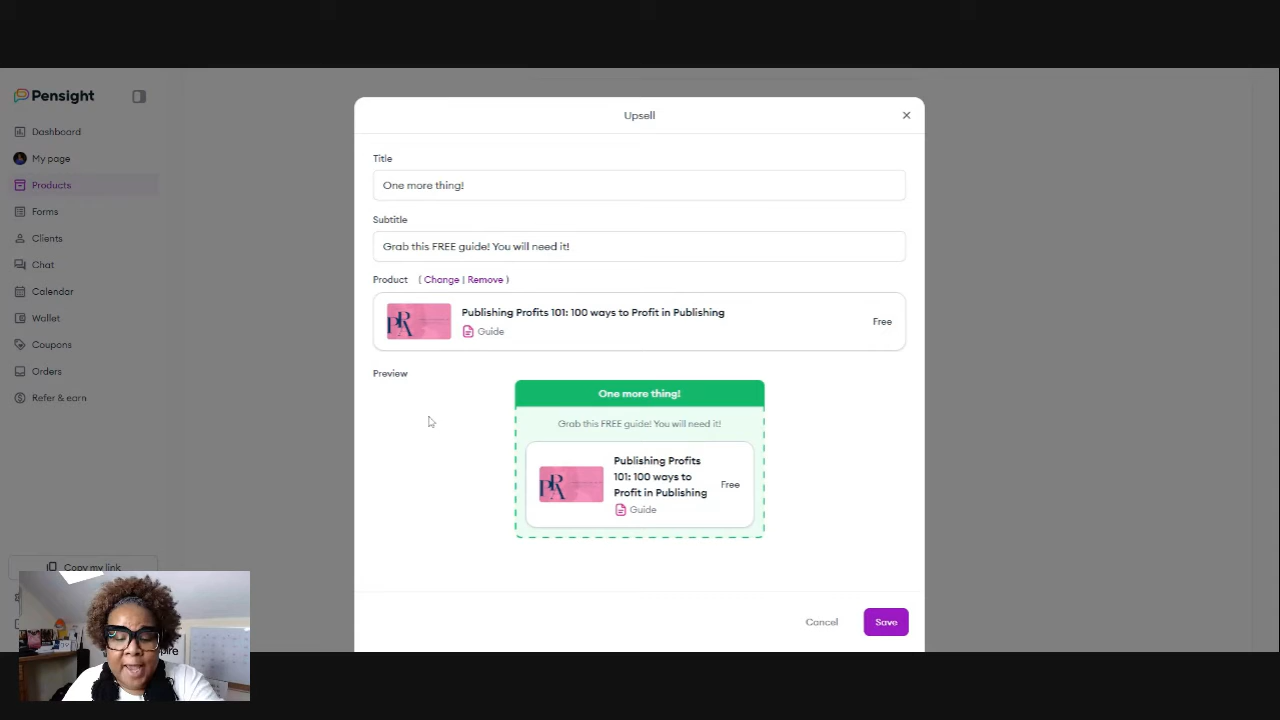 Pensight
Dashboard
My page
Products
Forms
Clients
Chat
Calendar
Wallet
Coupons
Orders
Refer & earn
Copy my link
Upsell
Title
One more thing!
Subtitle
Grab this FREE guide! You will need it!
Product ( Change | Remove )
PRA
Publishing Profits 101: 100 ways to Profit in Publishing
Guide
Free
Preview
One more thing!
Grab this FREE guide! You will need it!
PRA
Publishing Profits
101: 100 ways to
Profit in Publishing
Guide
Free
Cancel
Save